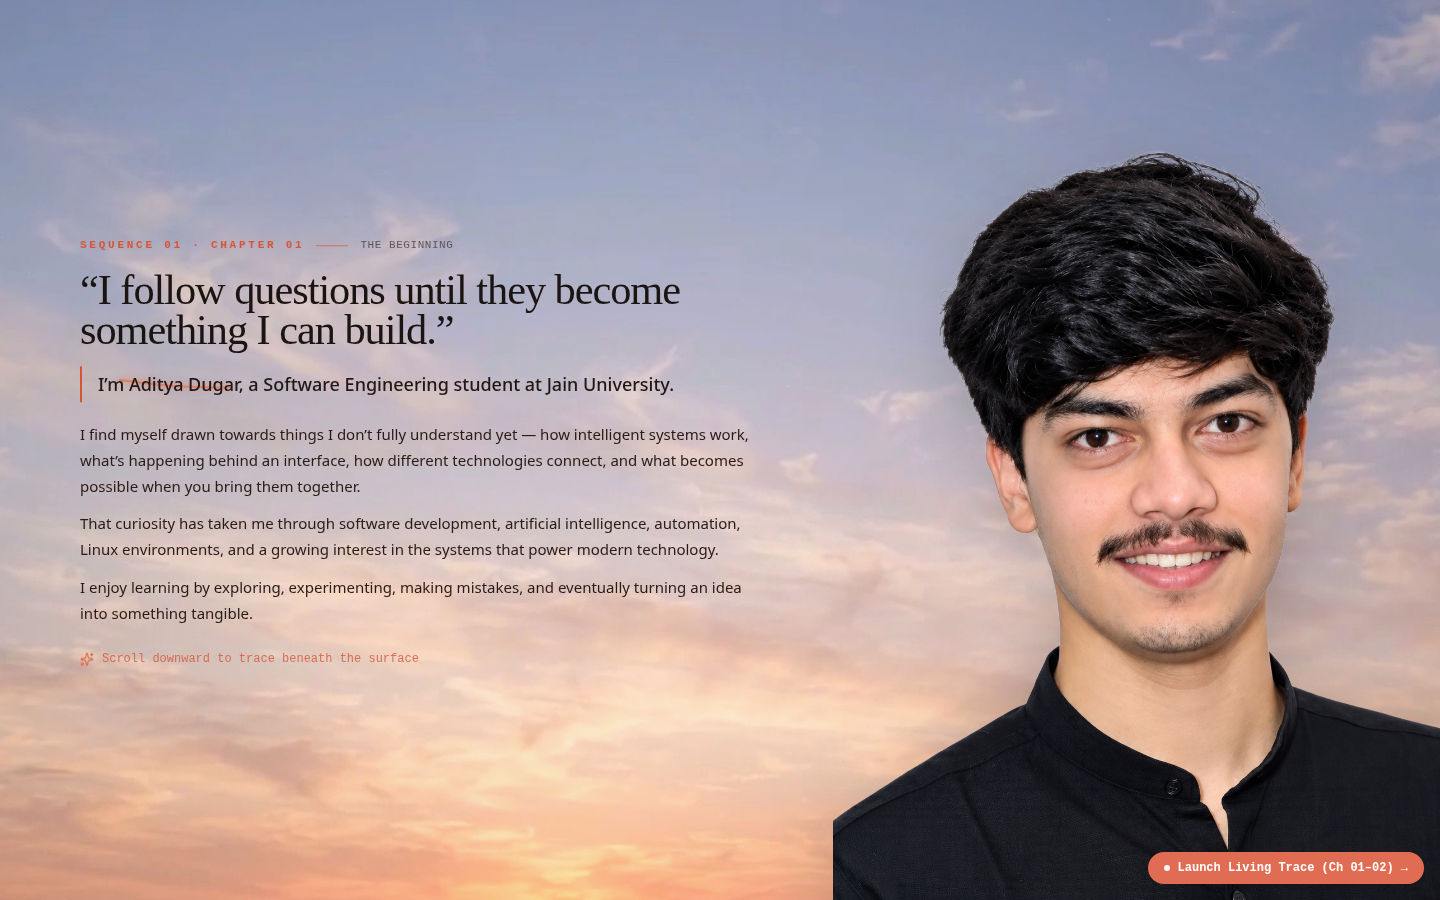 SEQUENCE 01 · CHAPTER 01 THE BEGINNING
“I follow questions until they become
something I can build.”
I’m Aditya Dugar, a Software Engineering student at Jain University.
I find myself drawn towards things I don’t fully understand yet — how intelligent systems work,
what’s happening behind an interface, how different technologies connect, and what becomes
possible when you bring them together.
That curiosity has taken me through software development, artificial intelligence, automation,
Linux environments, and a growing interest in the systems that power modern technology.
I enjoy learning by exploring, experimenting, making mistakes, and eventually turning an idea
into something tangible.
Scroll downward to trace beneath the surface
Launch Living Trace (Ch 01–02) →